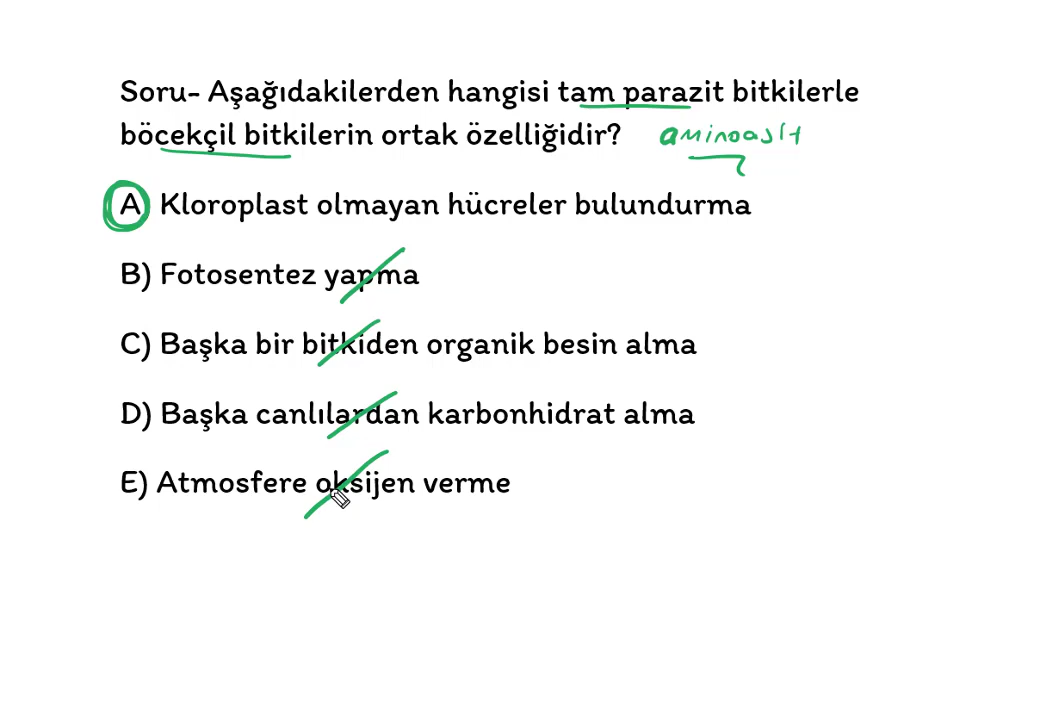 Soru- Aşağıdakilerden hangisi tam parazit bitkilerle
böcekçil bitkilerin ortak özelliğidir? aminoasit
A Kloroplast olmayan hücreler bulundurma
B) Fotosentez yapma
C) Başka bir bitkiden organik besin alma
D) Başka canlılardan karbonhidrat alma
E) Atmosfere oksijen verme